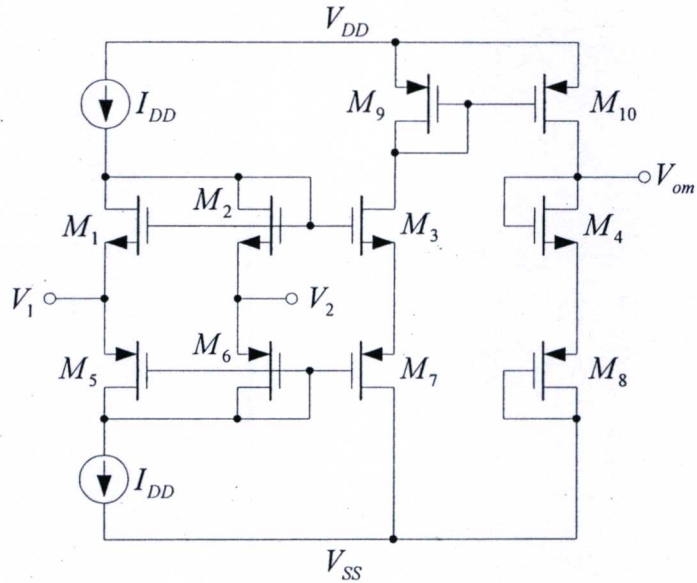 V_DD
I_DD
M_9
M_10
M_1
M_2
M_3
V_om
M_4
V_1
V_2
M_5
M_6
M_7
M_8
I_DD
V_SS